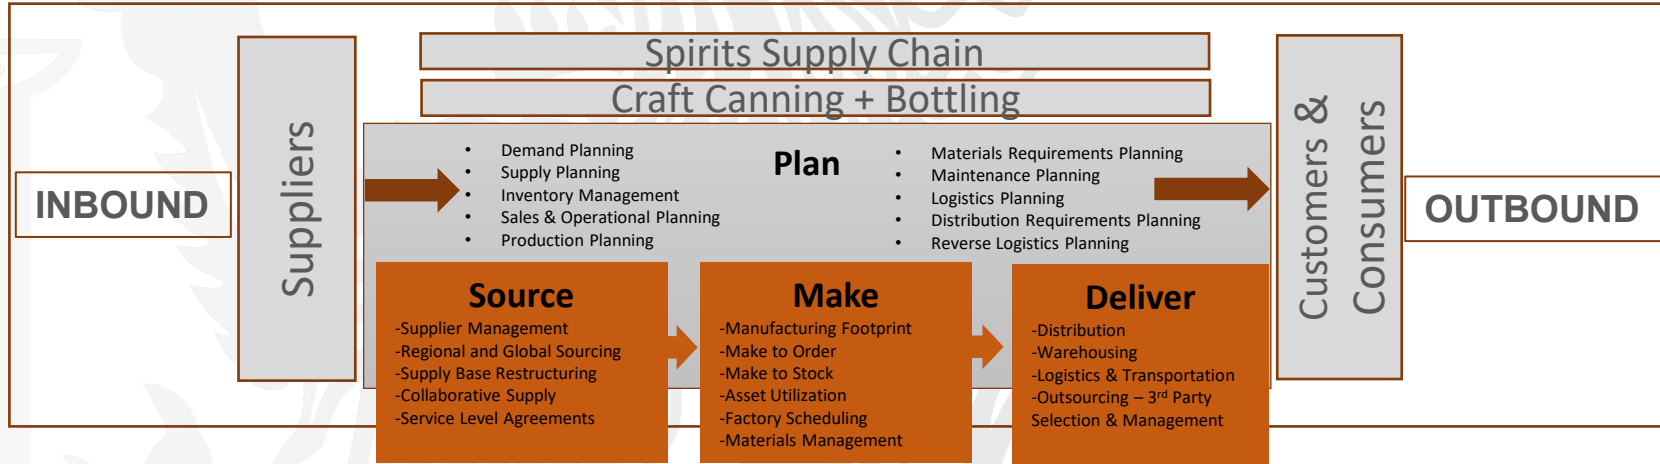 Spirits Supply Chain
Craft Canning + Bottling
INBOUND
Suppliers
Plan
• Demand Planning
• Supply Planning
• Inventory Management
• Sales & Operational Planning
• Production Planning
• Materials Requirements Planning
• Maintenance Planning
• Logistics Planning
• Distribution Requirements Planning
• Reverse Logistics Planning
Source
-Supplier Management
-Regional and Global Sourcing
-Supply Base Restructuring
-Collaborative Supply
-Service Level Agreements
Make
-Manufacturing Footprint
-Make to Order
-Make to Stock
-Asset Utilization
-Factory Scheduling
-Materials Management
Deliver
-Distribution
-Warehousing
-Logistics & Transportation
-Outsourcing – 3rd Party
Selection & Management
Customers &
Consumers
OUTBOUND